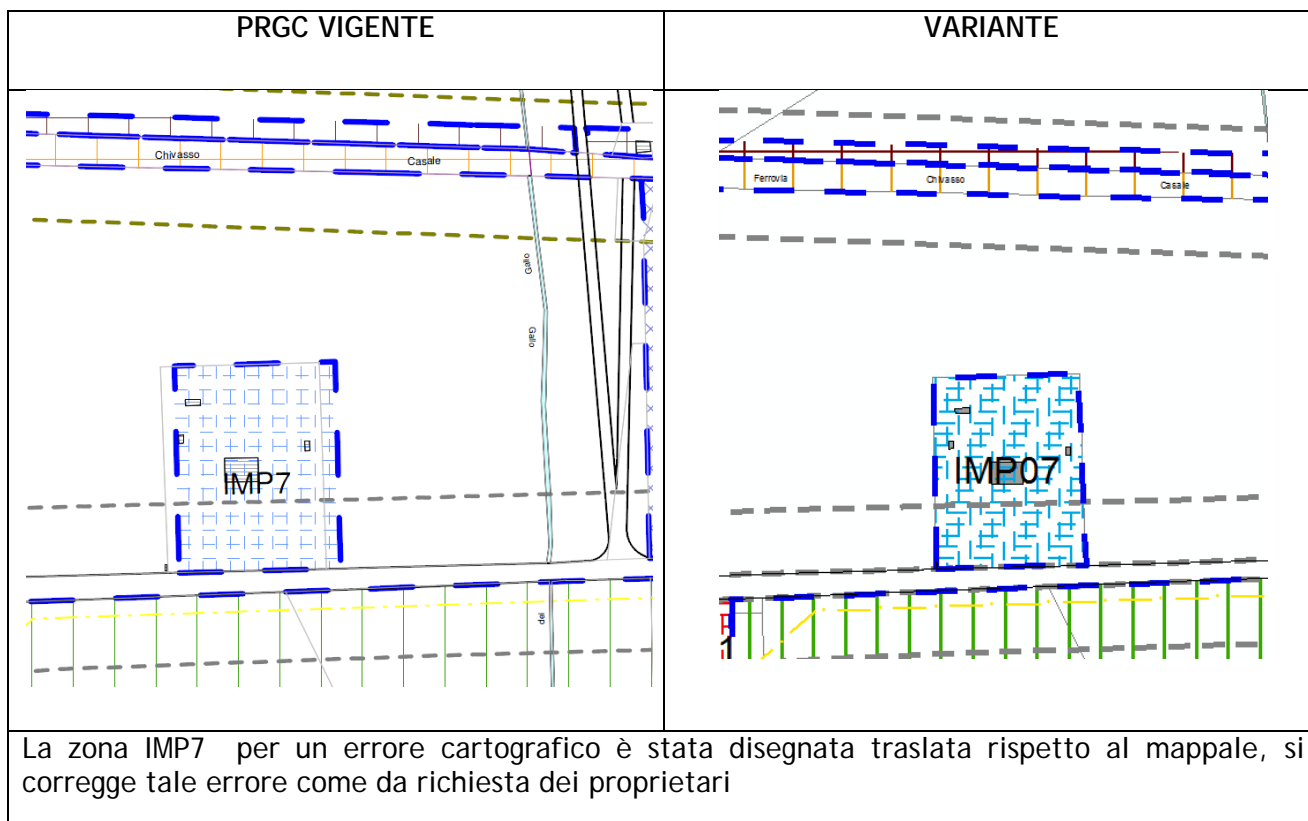 PRGC VIGENTE
VARIANTE
Chivasso
Casale
Gallo
Gallo
IMP7
dei
Ferrovia
Chivasso
Casale
IMP07
1
La zona IMP7 per un errore cartografico è stata disegnata traslata rispetto al mappale, si
corregge tale errore come da richiesta dei proprietari